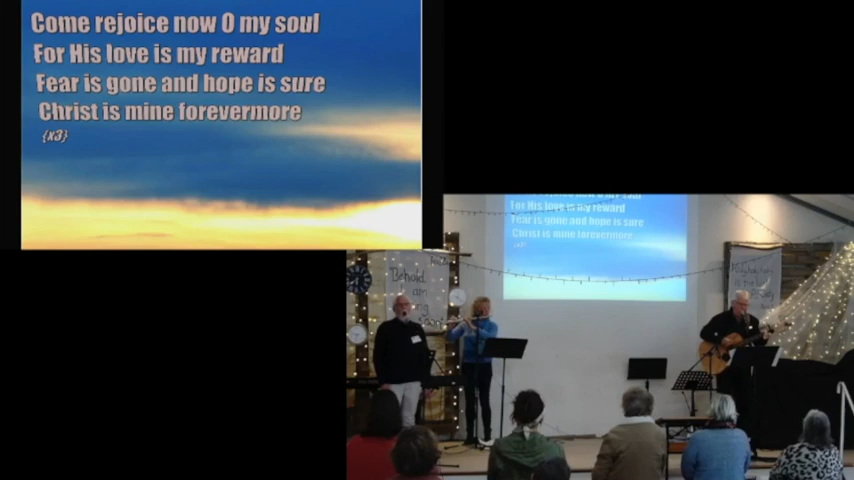 Come rejoice now O my soul
For His love is my reward
Fear is gone and hope is sure
Christ is mine forevermore
{x3}
For His love is my reward
Fear is gone and hope is sure
Christ is mine forevermore
Behold
am